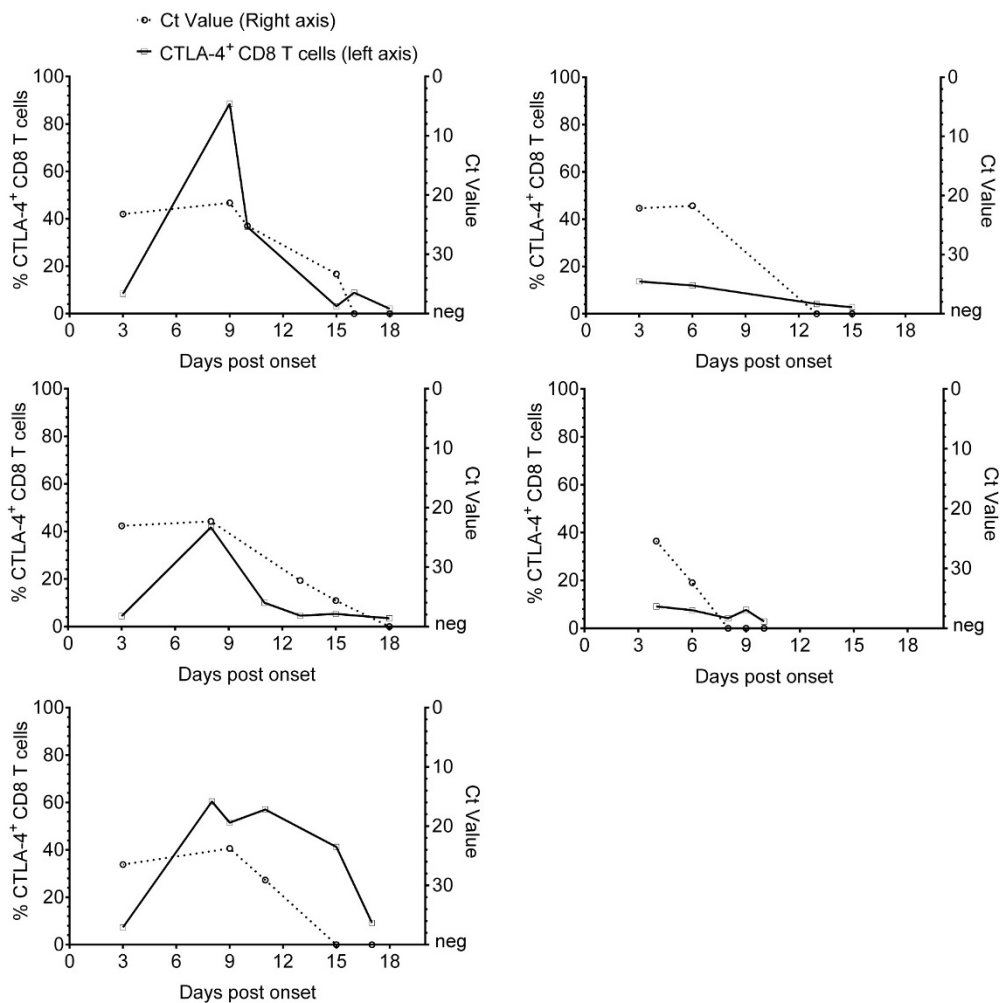 Ct Value (Right axis)
CTLA-4⁺ CD8 T cells (left axis)
% CTLA-4⁺ CD8 T cells
100
80
60
40
20
0
0 3 6 9 12 15 18
Days post onset
0
10
20
30
neg
Ct Value
% CTLA-4⁺ CD8 T cells
100
80
60
40
20
0
0 3 6 9 12 15 18
Days post onset
0
10
20
30
neg
Ct Value
% CTLA-4⁺ CD8 T cells
100
80
60
40
20
0
0 3 6 9 12 15 18
Days post onset
0
10
20
30
neg
Ct Value
% CTLA-4⁺ CD8 T cells
100
80
60
40
20
0
0 3 6 9 12 15 18
Days post onset
0
10
20
30
neg
Ct Value
% CTLA-4⁺ CD8 T cells
100
80
60
40
20
0
0 3 6 9 12 15 18
Days post onset
0
10
20
30
neg
Ct Value